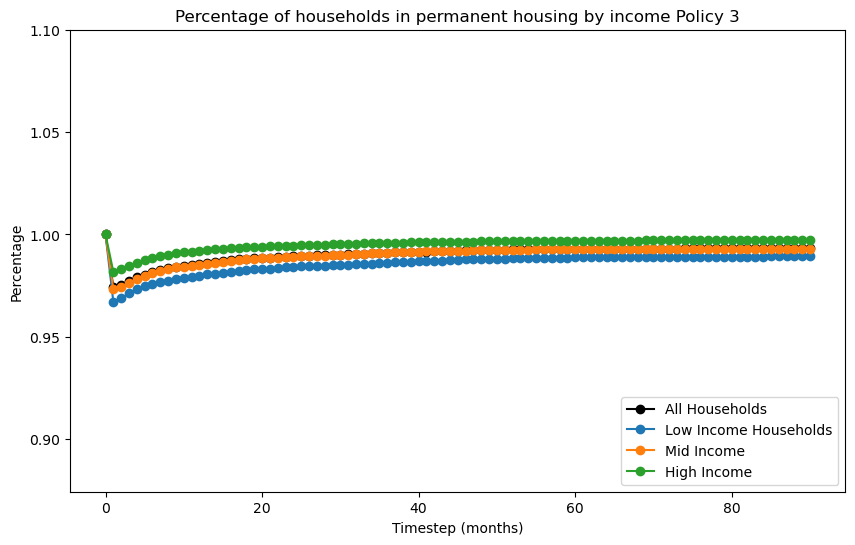 Percentage of households in permanent housing by income Policy 3
1.10
1.05
1.00
0.95
0.90
Percentage
0
20
40
60
80
Timestep (months)
All Households
Low Income Households
Mid Income
High Income